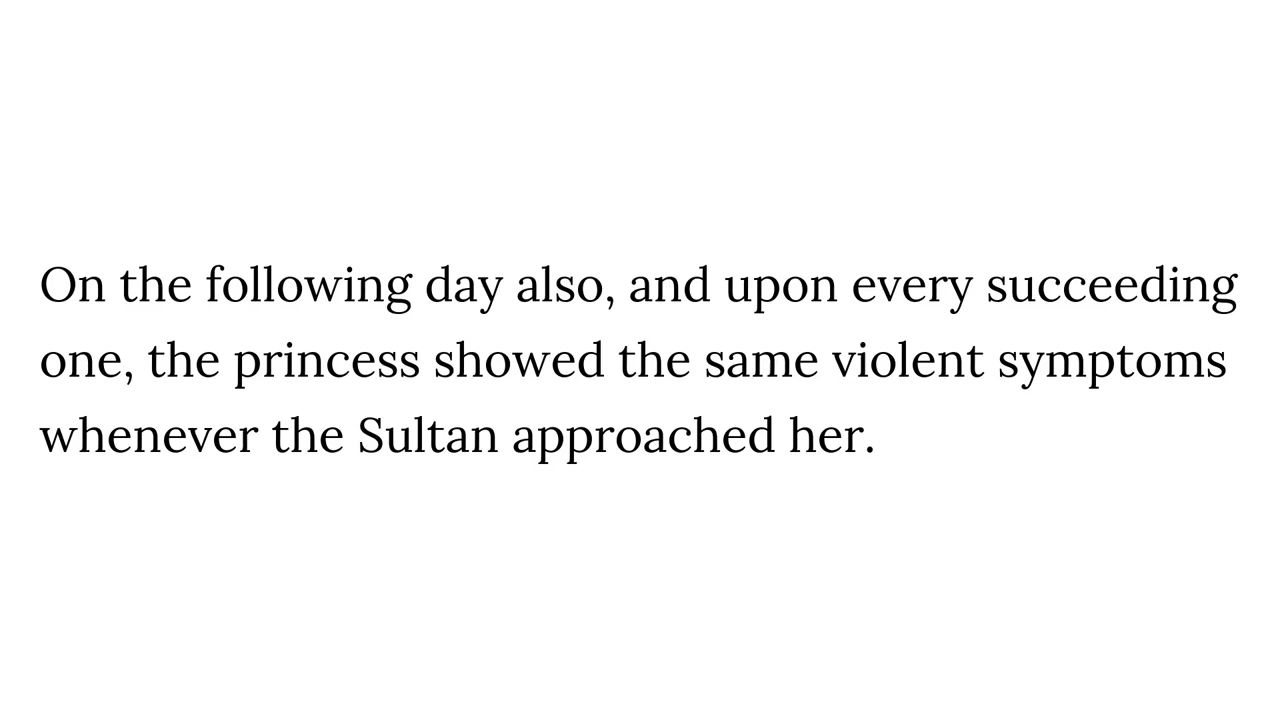 On the following day also, and upon every succeeding
one, the princess showed the same violent symptoms
whenever the Sultan approached her.